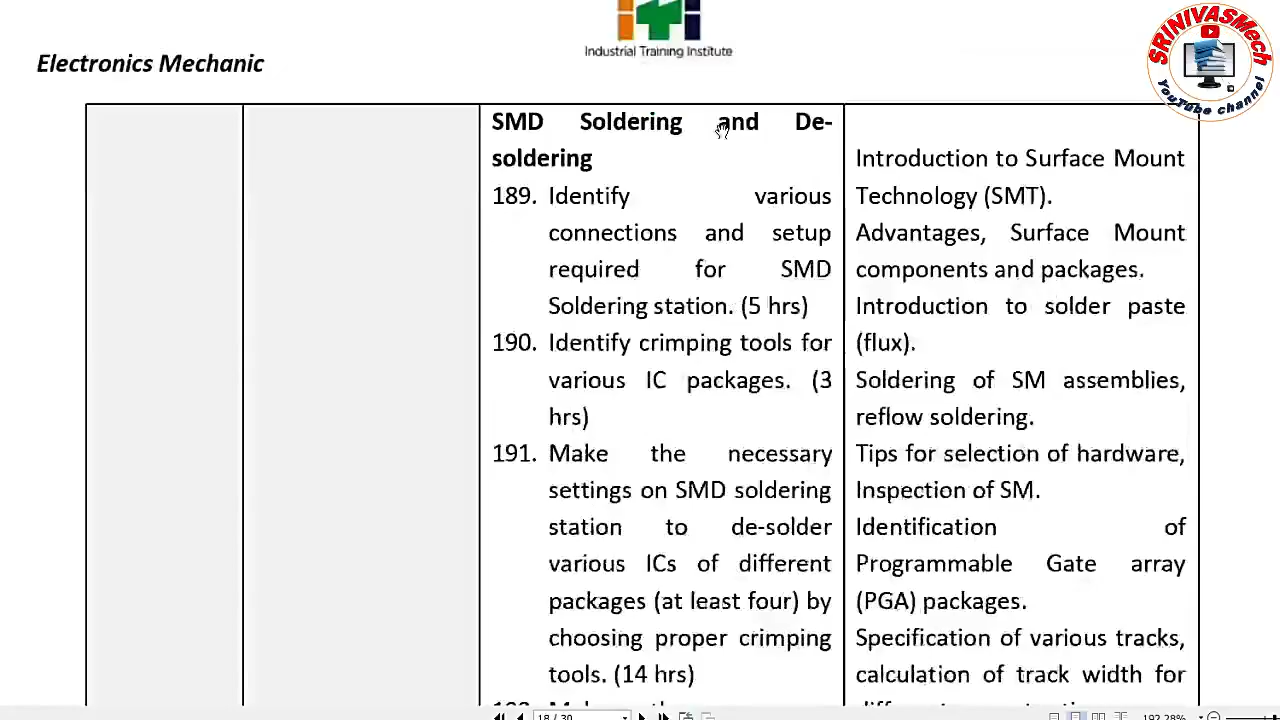 Industrial Training Institute
Electronics Mechanic
SRINIVASMech
YouTube channel
SMD Soldering and De-
soldering
189. Identify various
connections and setup
required for SMD
Soldering station. (5 hrs)
190. Identify crimping tools for
various IC packages. (3
hrs)
191. Make the necessary
settings on SMD soldering
station to de-solder
various ICs of different
packages (at least four) by
choosing proper crimping
tools. (14 hrs)
Introduction to Surface Mount
Technology (SMT).
Advantages, Surface Mount
components and packages.
Introduction to solder paste
(flux).
Soldering of SM assemblies,
reflow soldering.
Tips for selection of hardware,
Inspection of SM.
Identification of
Programmable Gate array
(PGA) packages.
Specification of various tracks,
calculation of track width for
18 / 30
192.28%